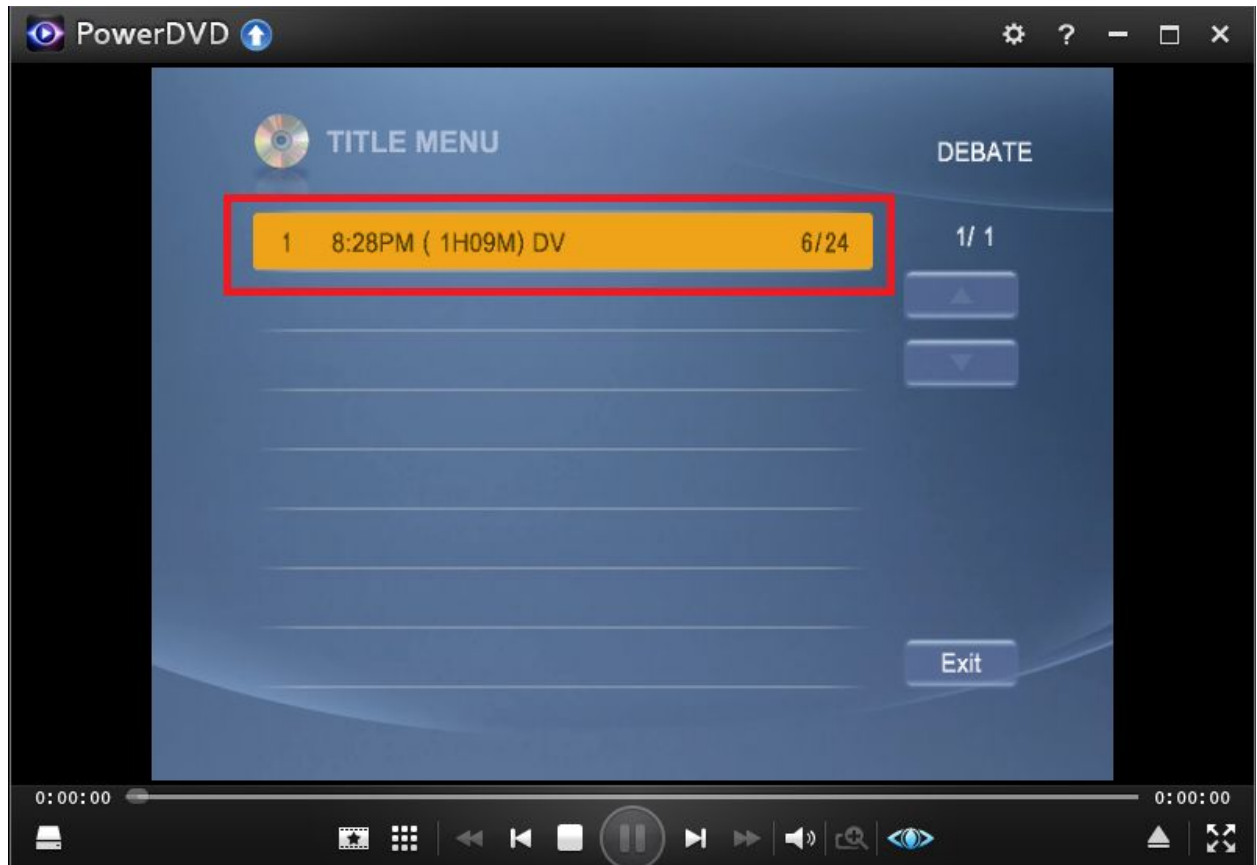 PowerDVD
TITLE MENU
DEBATE
1 8:28PM ( 1H09M) DV 6/24
1/ 1
Exit
0:00:00 0:00:00